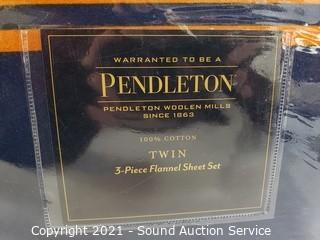 WARRANTED TO BE A
PENDLETON
PENDLETON WOOLEN MILLS
SINCE 1863
100% COTTON
TWIN
3-Piece Flannel Sheet Set
Copyright 2021 - Sound Auction Service